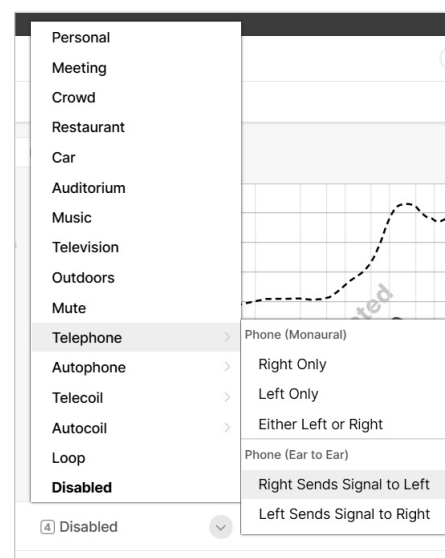 Personal
Meeting
Crowd
Restaurant
Car
Auditorium
Music
Television
Outdoors
Mute
Telephone
Autophone
Telecoil
Autocoil
Loop
Disabled
4 Disabled
Phone (Monaural)
Right Only
Left Only
Either Left or Right
Phone (Ear to Ear)
Right Sends Signal to Left
Left Sends Signal to Right